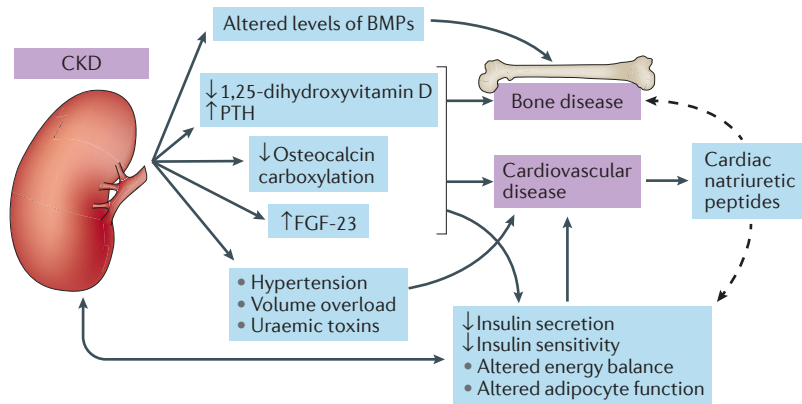 Altered levels of BMPs
CKD
↓1,25-dihydroxyvitamin D
↑PTH
Bone disease
↓Osteocalcin
carboxylation
Cardiovascular
disease
Cardiac
natriuretic
peptides
↑FGF-23
• Hypertension
• Volume overload
• Uraemic toxins
↓Insulin secretion
↓Insulin sensitivity
• Altered energy balance
• Altered adipocyte function